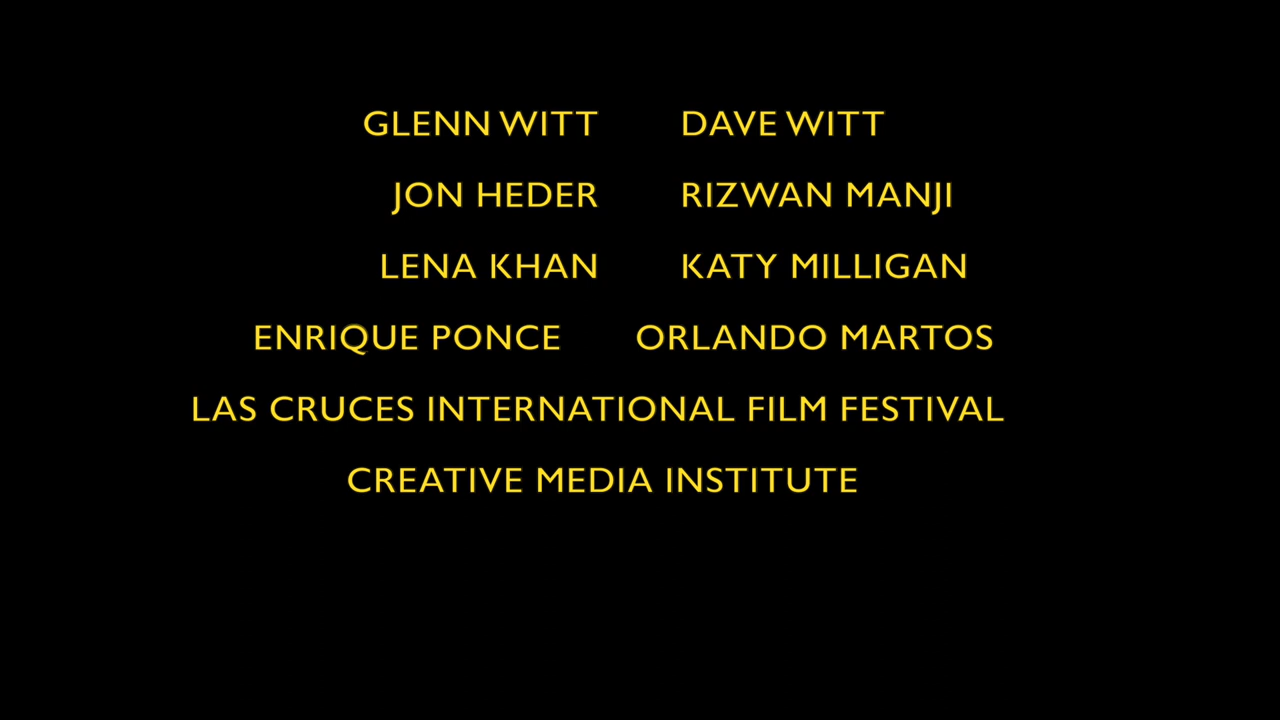 GLENN WITT DAVE WITT
JON HEDER RIZWAN MANJI
LENA KHAN KATY MILLIGAN
ENRIQUE PONCE ORLANDO MARTOS
LAS CRUCES INTERNATIONAL FILM FESTIVAL
CREATIVE MEDIA INSTITUTE